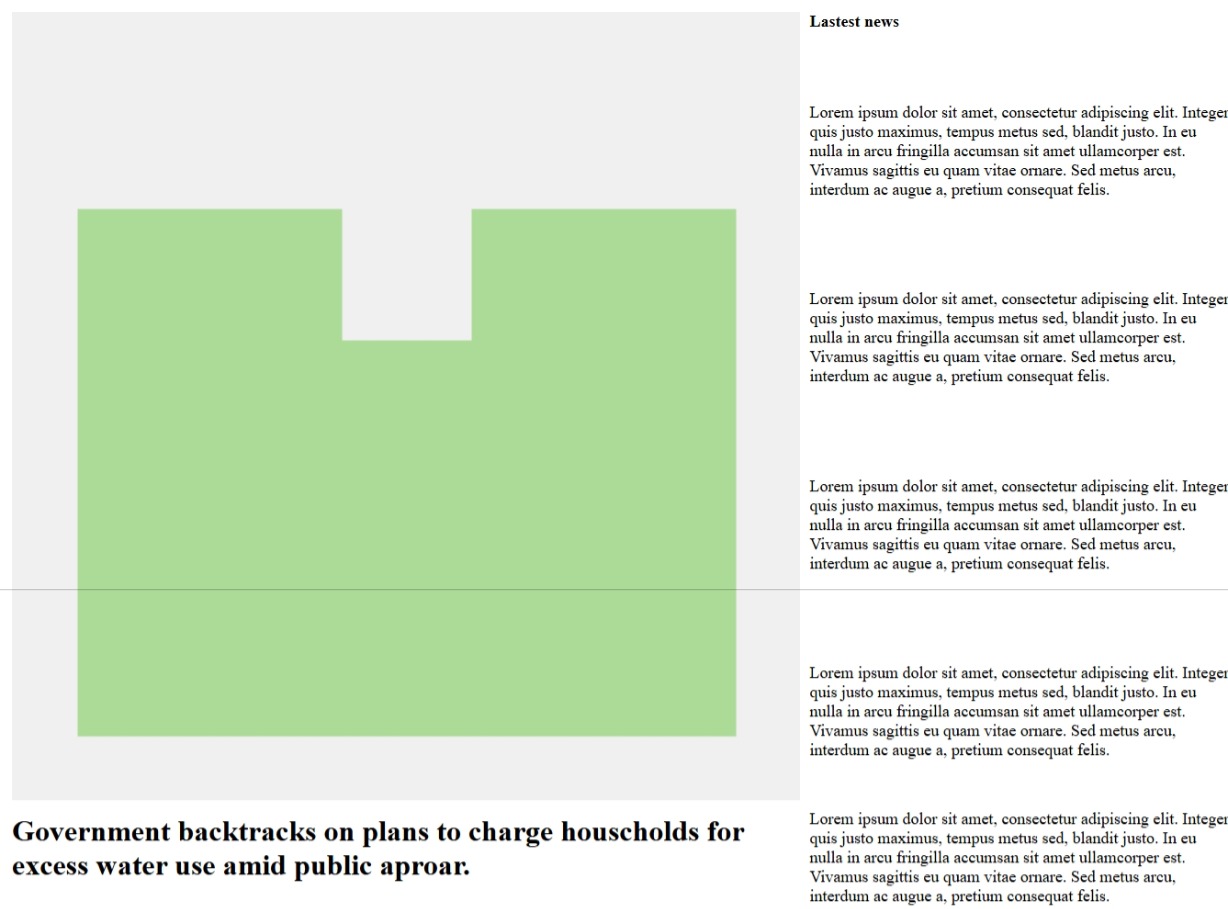 Lastest news
Lorem ipsum dolor sit amet, consectetur adipiscing elit. Integer
quis justo maximus, tempus metus sed, blandit justo. In eu
nulla in arcu fringilla accumsan sit amet ullamcorper est.
Vivamus sagittis eu quam vitae ornare. Sed metus arcu,
interdum ac augue a, pretium consequat felis.
Lorem ipsum dolor sit amet, consectetur adipiscing elit. Integer
quis justo maximus, tempus metus sed, blandit justo. In eu
nulla in arcu fringilla accumsan sit amet ullamcorper est.
Vivamus sagittis eu quam vitae ornare. Sed metus arcu,
interdum ac augue a, pretium consequat felis.
Lorem ipsum dolor sit amet, consectetur adipiscing elit. Integer
quis justo maximus, tempus metus sed, blandit justo. In eu
nulla in arcu fringilla accumsan sit amet ullamcorper est.
Vivamus sagittis eu quam vitae ornare. Sed metus arcu,
interdum ac augue a, pretium consequat felis.
Lorem ipsum dolor sit amet, consectetur adipiscing elit. Integer
quis justo maximus, tempus metus sed, blandit justo. In eu
nulla in arcu fringilla accumsan sit amet ullamcorper est.
Vivamus sagittis eu quam vitae ornare. Sed metus arcu,
interdum ac augue a, pretium consequat felis.
Lorem ipsum dolor sit amet, consectetur adipiscing elit. Integer
quis justo maximus, tempus metus sed, blandit justo. In eu
nulla in arcu fringilla accumsan sit amet ullamcorper est.
Vivamus sagittis eu quam vitae ornare. Sed metus arcu,
interdum ac augue a, pretium consequat felis.
Government backtracks on plans to charge houscholds for
excess water use amid public aproar.